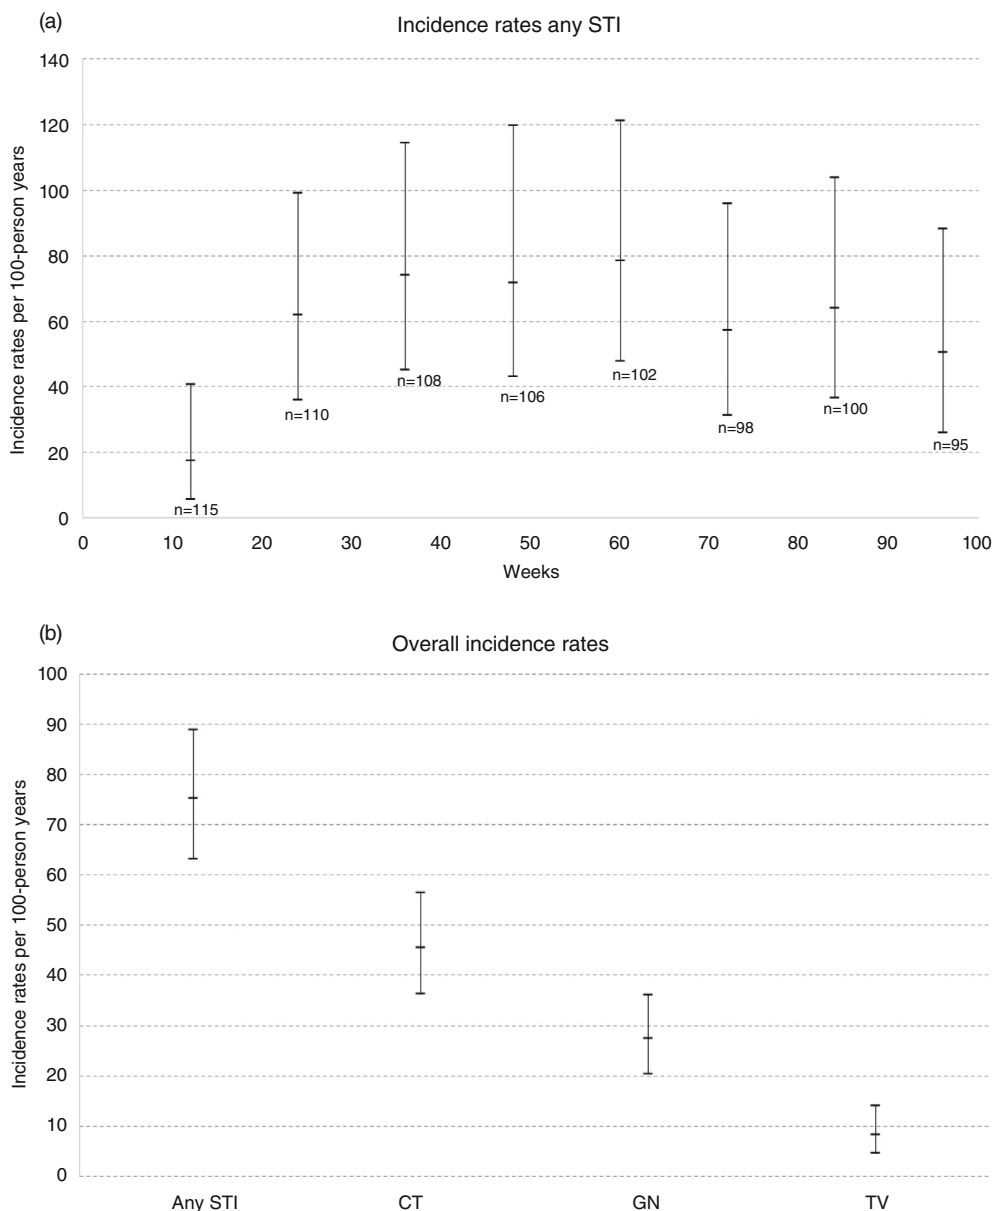 (a)
Incidence rates any STI
Incidence rates per 100-person years
140
120
100
80
60
40
20
0
n=115
n=110
n=108
n=106
n=102
n=98
n=100
n=95
0 10 20 30 40 50 60 70 80 90 100
Weeks
(b)
Overall incidence rates
Incidence rates per 100-person years
100
90
80
70
60
50
40
30
20
10
0
Any STI CT GN TV